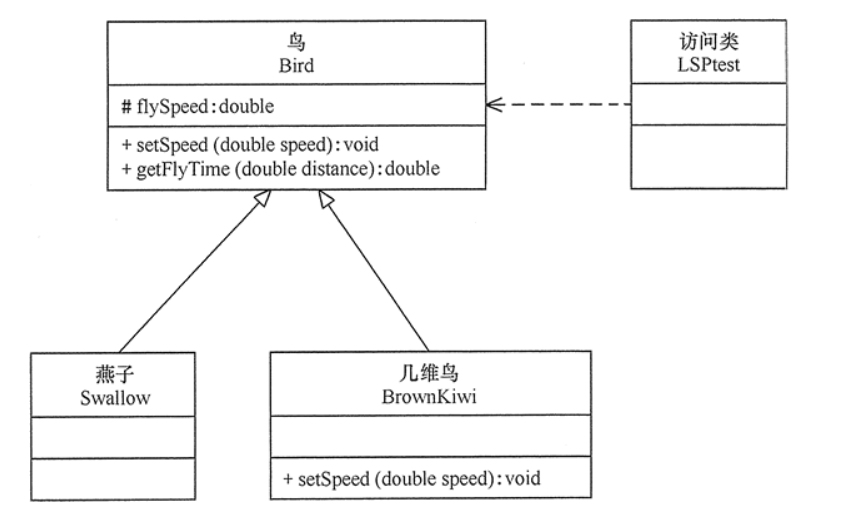 鸟
Bird
# flySpeed:double
+ setSpeed (double speed):void
+ getFlyTime (double distance):double
访问类
LSPtest
燕子
Swallow
几维鸟
BrownKiwi
+ setSpeed (double speed):void